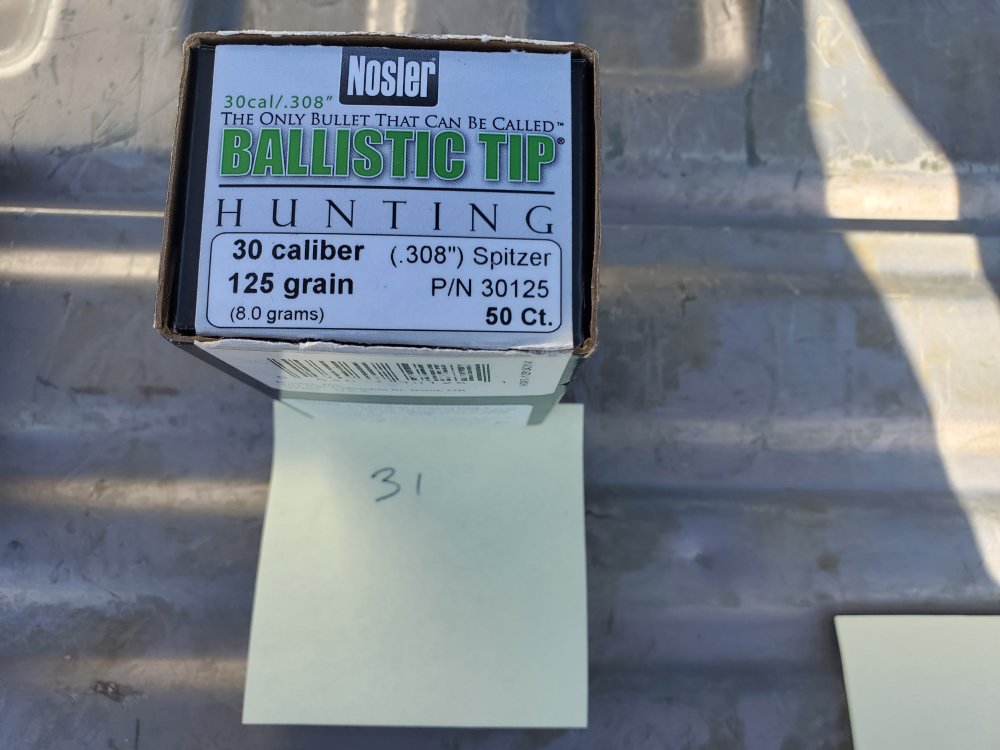 Nosler®
30cal/.308"
THE ONLY BULLET THAT CAN BE CALLED™
BALLISTIC TIP®
HUNTING
30 caliber (.308") Spitzer
125 grain P/N 30125
(8.0 grams) 50 Ct.
31